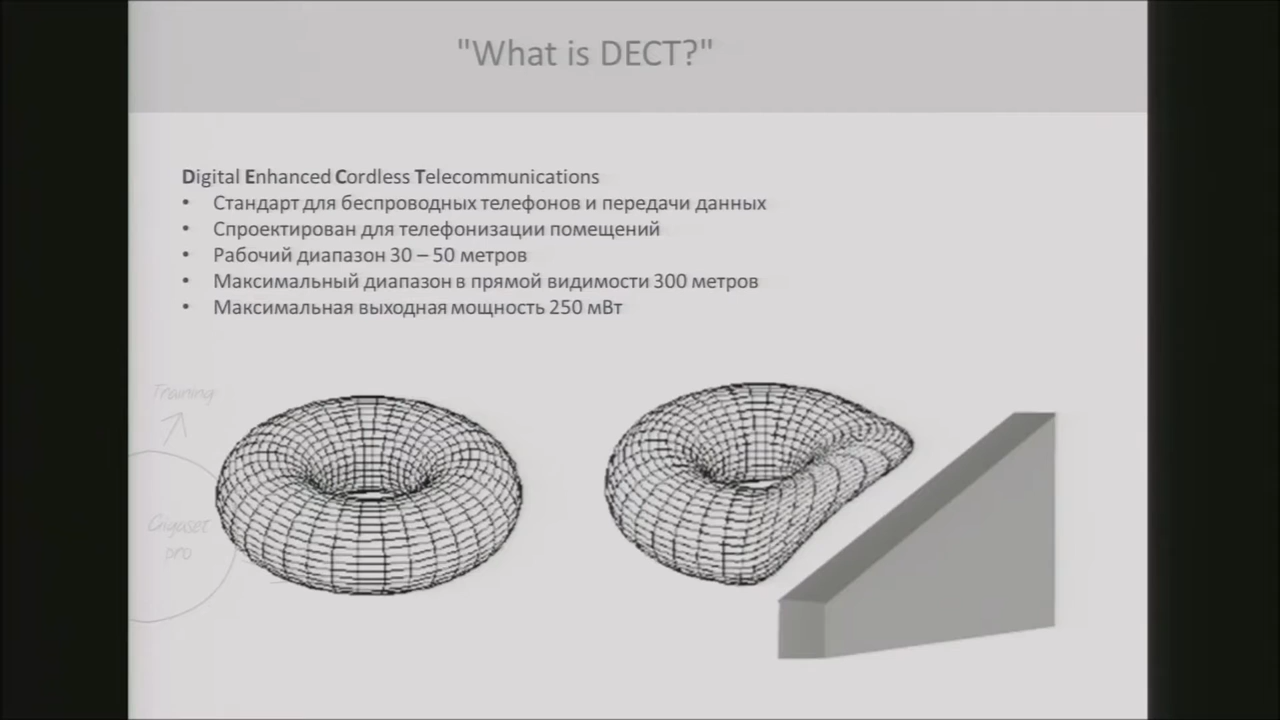 "What is DECT?"
Digital Enhanced Cordless Telecommunications
• Стандарт для беспроводных телефонов и передачи данных
• Спроектирован для телефонизации помещений
• Рабочий диапазон 30 – 50 метров
• Максимальный диапазон в прямой видимости 300 метров
• Максимальная выходная мощность 250 мВт
Training
Gigaset
pro